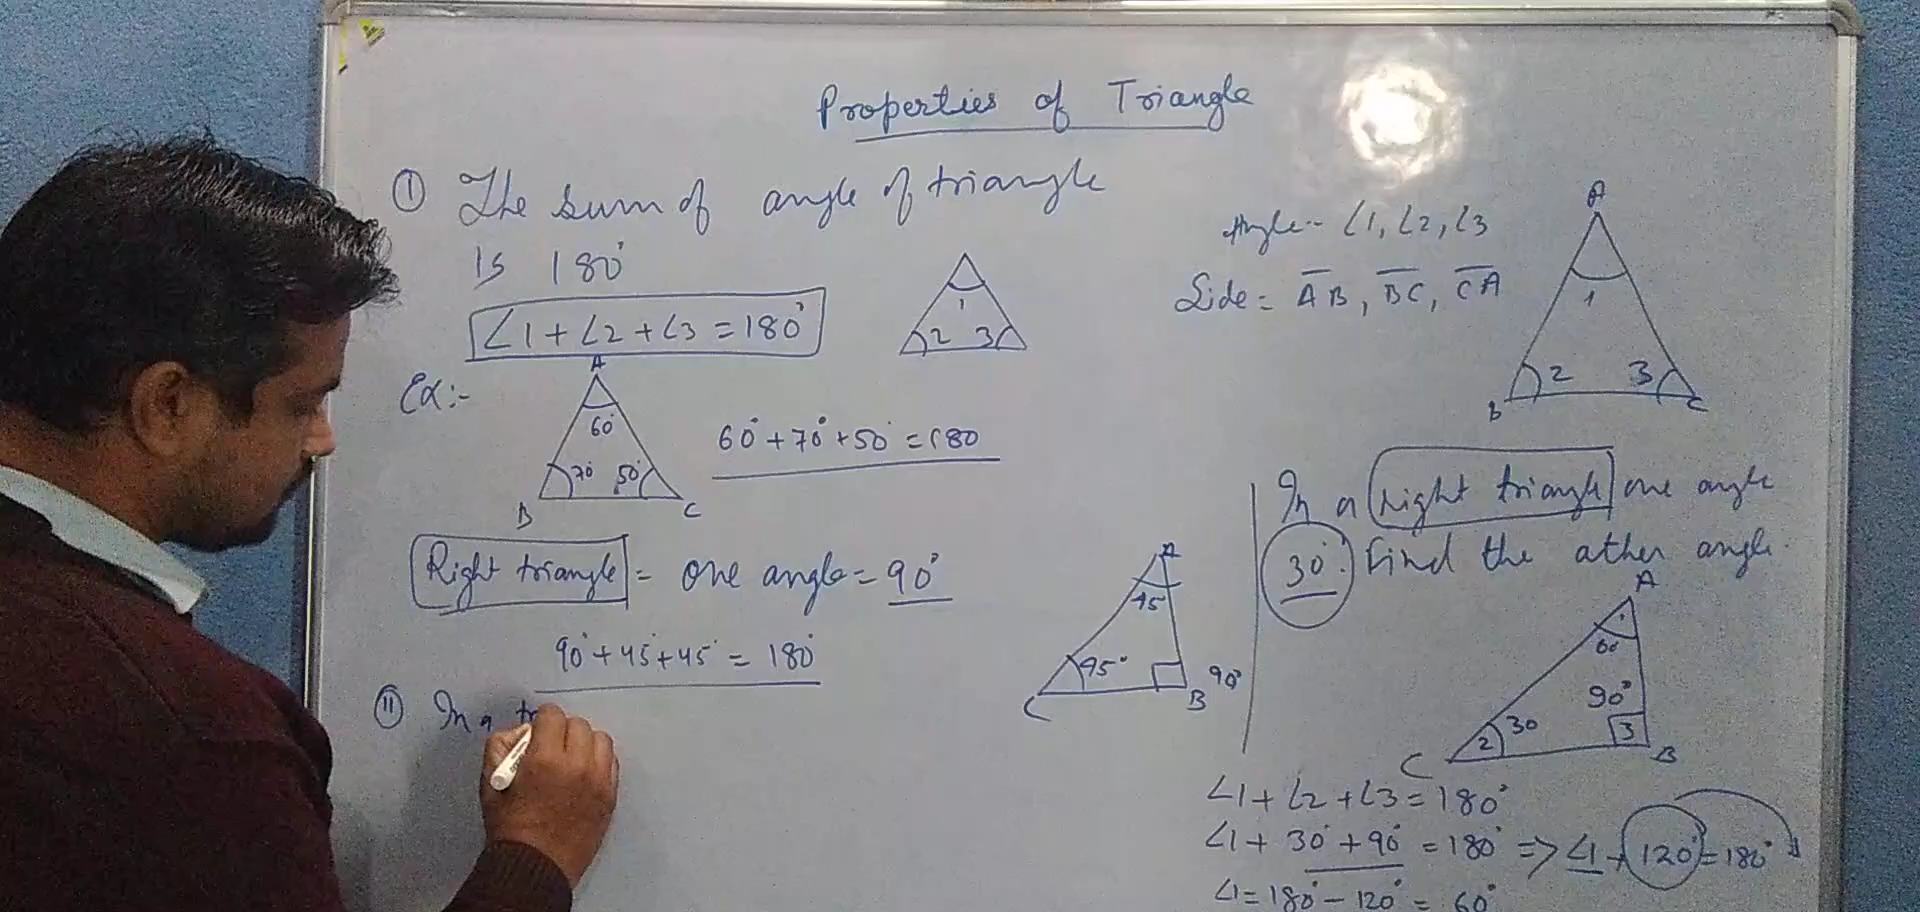 Properties of Triangle
① The sum of angle of triangle
is 180°
∠1 + ∠2 + ∠3 = 180°
1
2 3
Ex:-
A
60°
70° 50°
B C
60° + 70° + 50° = 180
Right triangle = one angle = 90°
90° + 45° + 45° = 180°
A
45
45°
90°
C B
⑪ In a tr
Angle - ∠1, ∠2, ∠3
Side = AB, BC, CA
A
1
2 3
B C
In a right triangle one angle
30°. Find the ather angle.
A
1
60
90°
30
2 3
C B
∠1 + ∠2 + ∠3 = 180°
∠1 + 30° + 90° = 180° => ∠1 + 120° = 180°
∠1 = 180° - 120° = 60°